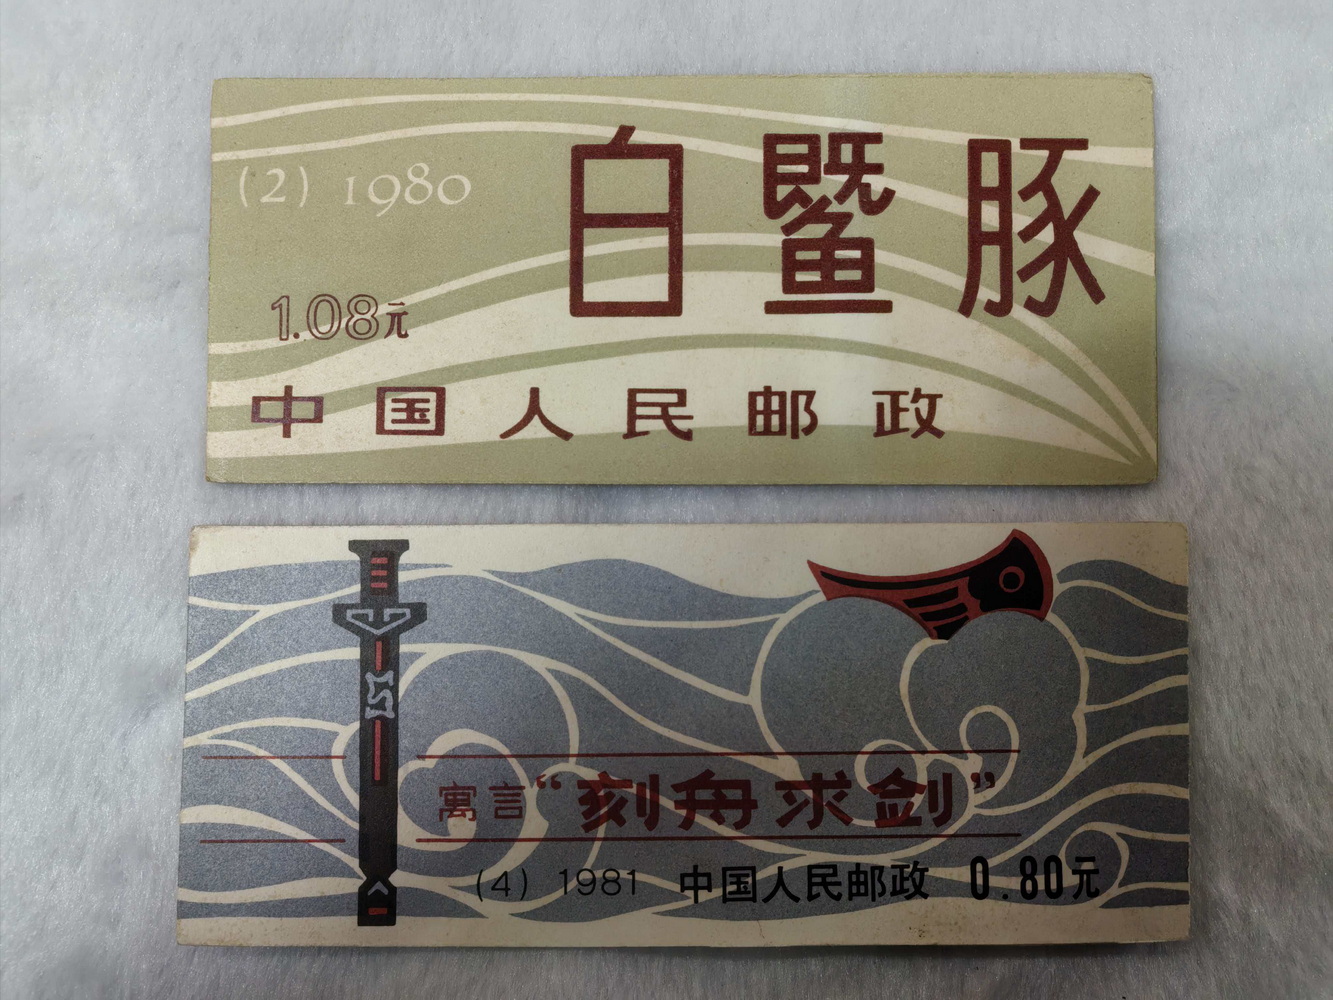 (2) 1980
白鱀豚
1.08元
中国人民邮政
寓言“刻舟求剑”
(4) 1981 中国人民邮政 0.80元